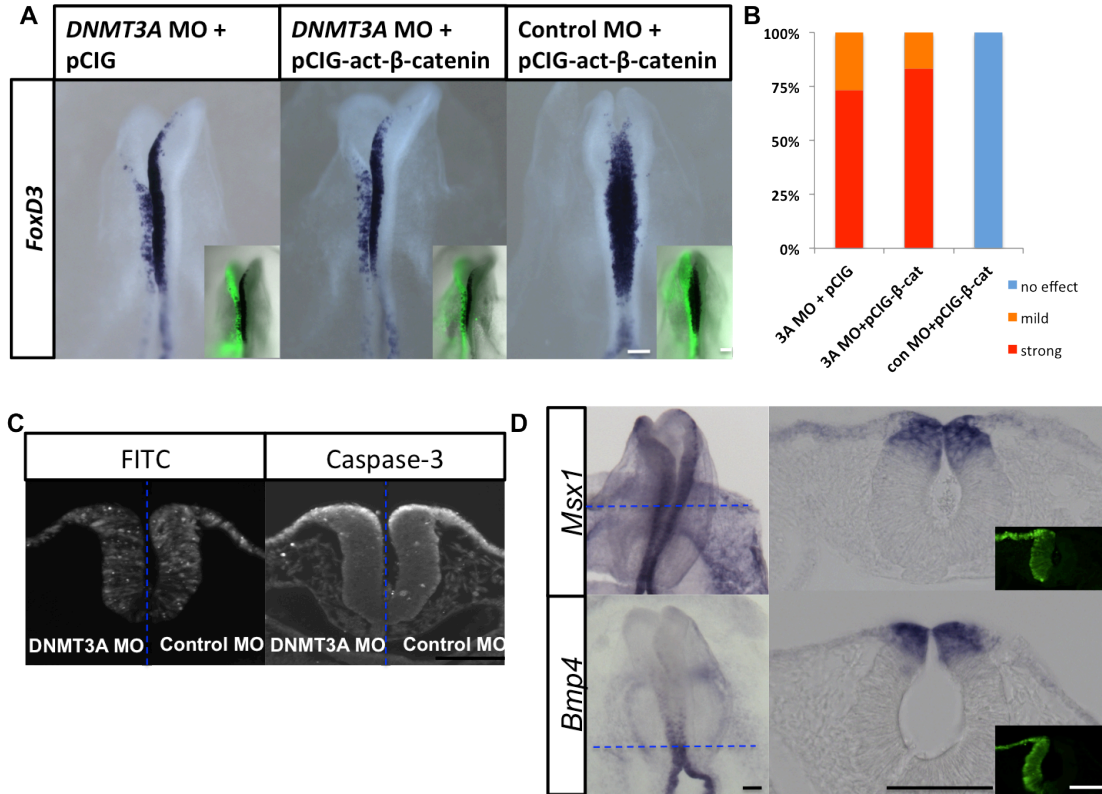 A
DNMT3A MO +
pCIG
DNMT3A MO +
pCIG-act-β-catenin
Control MO +
pCIG-act-β-catenin
FoxD3
B
100%
75%
50%
25%
0%
3A MO + pCIG
3A MO+pCIG-β-cat
con MO+pCIG-β-cat
no effect
mild
strong
C
FITC
Caspase-3
DNMT3A MO
Control MO
DNMT3A MO
Control MO
D
Msx1
Bmp4